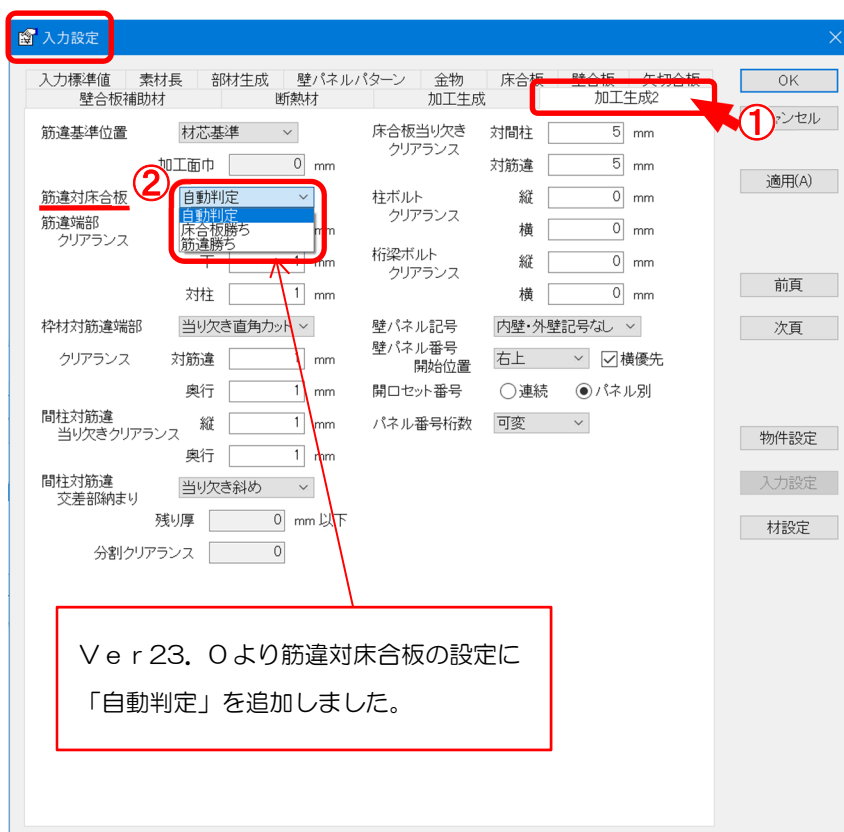 入力設定
入力標準値 素材長 部材生成 壁パネルパターン 金物 床合板 壁合板 矢切合板
壁合板補助材 断熱材 加工生成 加工生成2
①
OK
キャンセル
適用(A)
前頁
次頁
物件設定
入力設定
材設定
筋違基準位置 材芯基準
加工面巾 0 mm
②
筋違対床合板 自動判定
自動判定
床合板勝ち
筋違勝ち
筋違端部
クリアランス mm
下 1 mm
対柱 1 mm
枠材対筋違端部 当り欠き直角カット
クリアランス 対筋違 1 mm
奥行 1 mm
間柱対筋違
当り欠きクリアランス 縦 1 mm
奥行 1 mm
間柱対筋違
交差部納まり 当り欠き斜め
残り厚 0 mm 以下
分割クリアランス 0
床合板当り欠き
クリアランス 対間柱 5 mm
対筋違 5 mm
柱ボルト
クリアランス 縦 0 mm
横 0 mm
桁梁ボルト
クリアランス 縦 0 mm
横 0 mm
壁パネル記号 内壁・外壁記号なし
壁パネル番号
開始位置 右上 横優先
開口セット番号 連続 パネル別
パネル番号桁数 可変
Ver23.0より筋違対床合板の設定に
「自動判定」を追加しました。